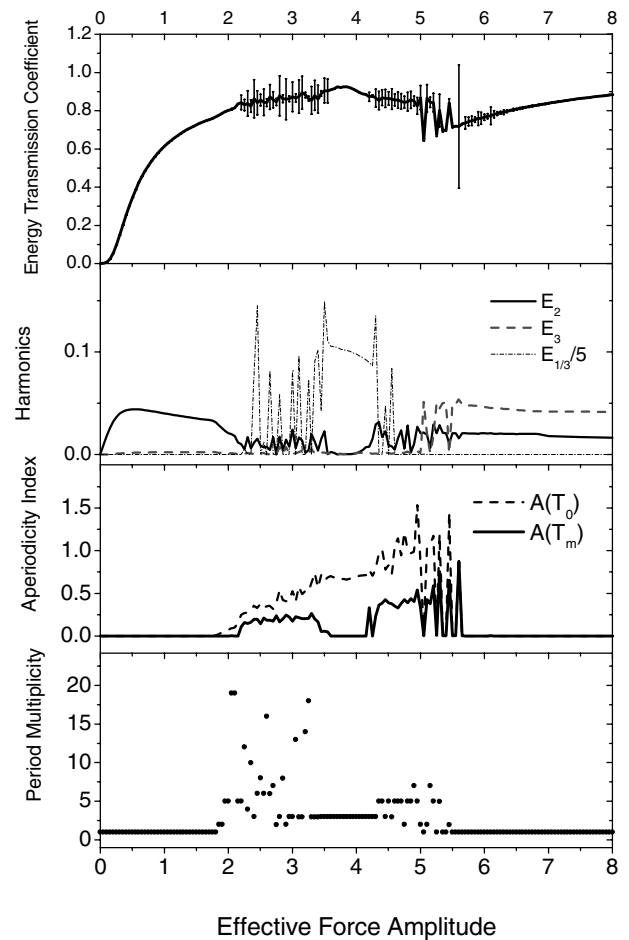 0 1 2 3 4 5 6 7 8
Energy Transmission Coefficient
1.2
1.0
0.8
0.6
0.4
0.2
0.0
Harmonics
0.1
0.0
E2
E3
E1/3/5
Aperiodicity Index
1.5
1.0
0.5
0.0
A(T0)
A(Tm)
Period Multiplicity
20
15
10
5
0
0 1 2 3 4 5 6 7 8
Effective Force Amplitude